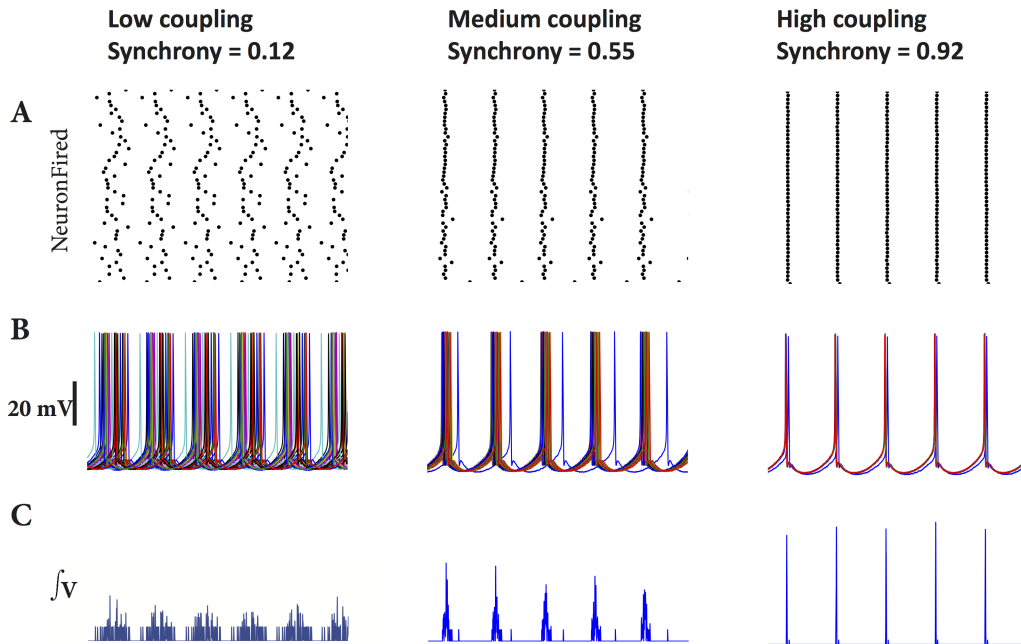 Low coupling
Synchrony = 0.12
Medium coupling
Synchrony = 0.55
High coupling
Synchrony = 0.92
A
NeuronFired
B
20 mV
C
∫V